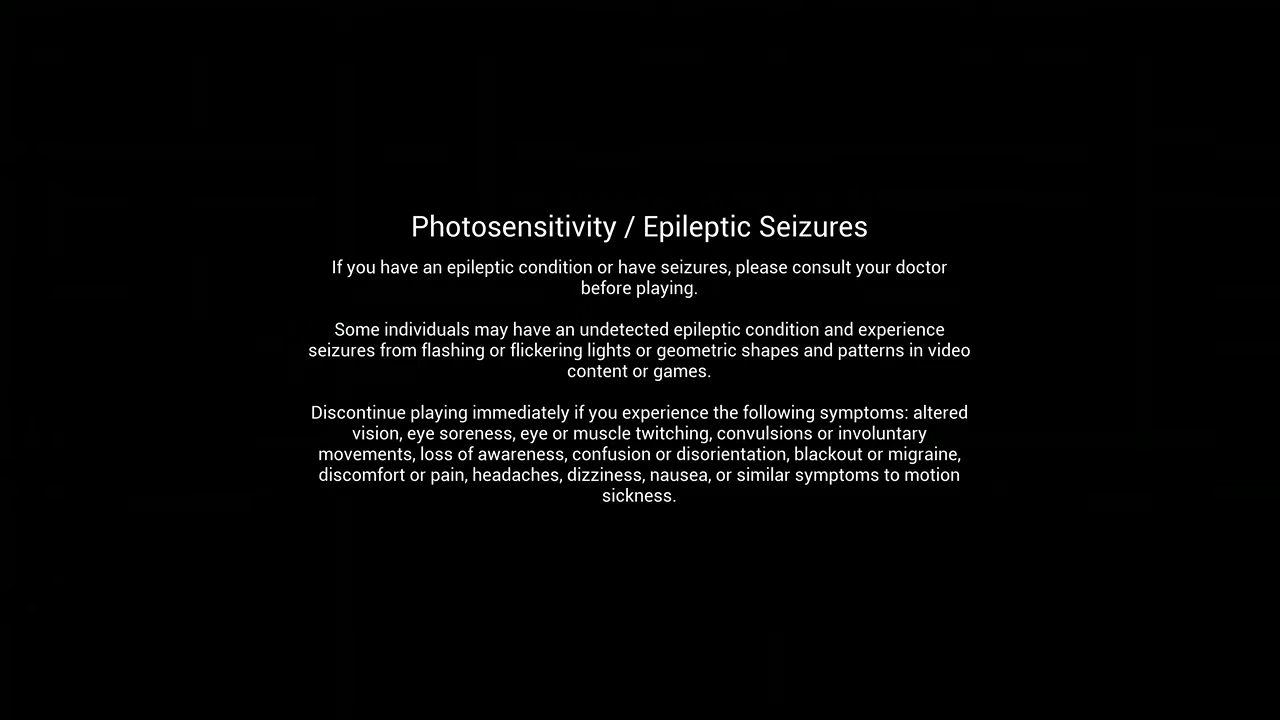 Photosensitivity / Epileptic Seizures
If you have an epileptic condition or have seizures, please consult your doctor
before playing.
Some individuals may have an undetected epileptic condition and experience
seizures from flashing or flickering lights or geometric shapes and patterns in video
content or games.
Discontinue playing immediately if you experience the following symptoms: altered
vision, eye soreness, eye or muscle twitching, convulsions or involuntary
movements, loss of awareness, confusion or disorientation, blackout or migraine,
discomfort or pain, headaches, dizziness, nausea, or similar symptoms to motion
sickness.